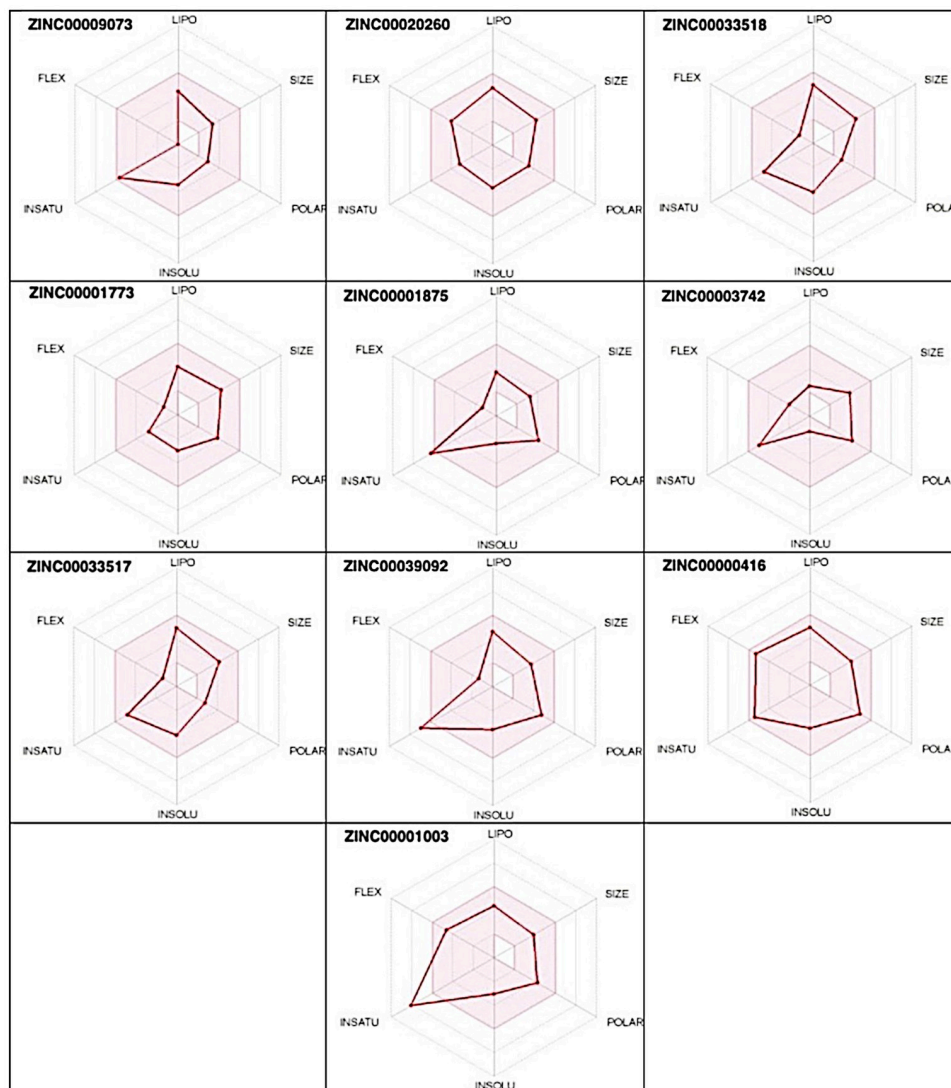 ZINC00009073
LIPO
FLEX
SIZE
INSATU
POLAR
INSOLU
ZINC00020260
LIPO
FLEX
SIZE
INSATU
POLAR
INSOLU
ZINC00033518
LIPO
FLEX
SIZE
INSATU
POLA
INSOLU
ZINC00001773
LIPO
FLEX
SIZE
INSATU
POLAR
INSOLU
ZINC00001875
LIPO
FLEX
SIZE
INSATU
POLAR
INSOLU
ZINC00003742
LIPO
FLEX
SIZE
INSATU
POLA
INSOLU
ZINC00033517
LIPO
FLEX
SIZE
INSATU
POLAR
INSOLU
ZINC00039092
LIPO
FLEX
SIZE
INSATU
POLAR
INSOLU
ZINC00000416
LIPO
FLEX
SIZE
INSATU
POLA
INSOLU
ZINC00001003
LIPO
FLEX
SIZE
INSATU
POLAR
INSOLU